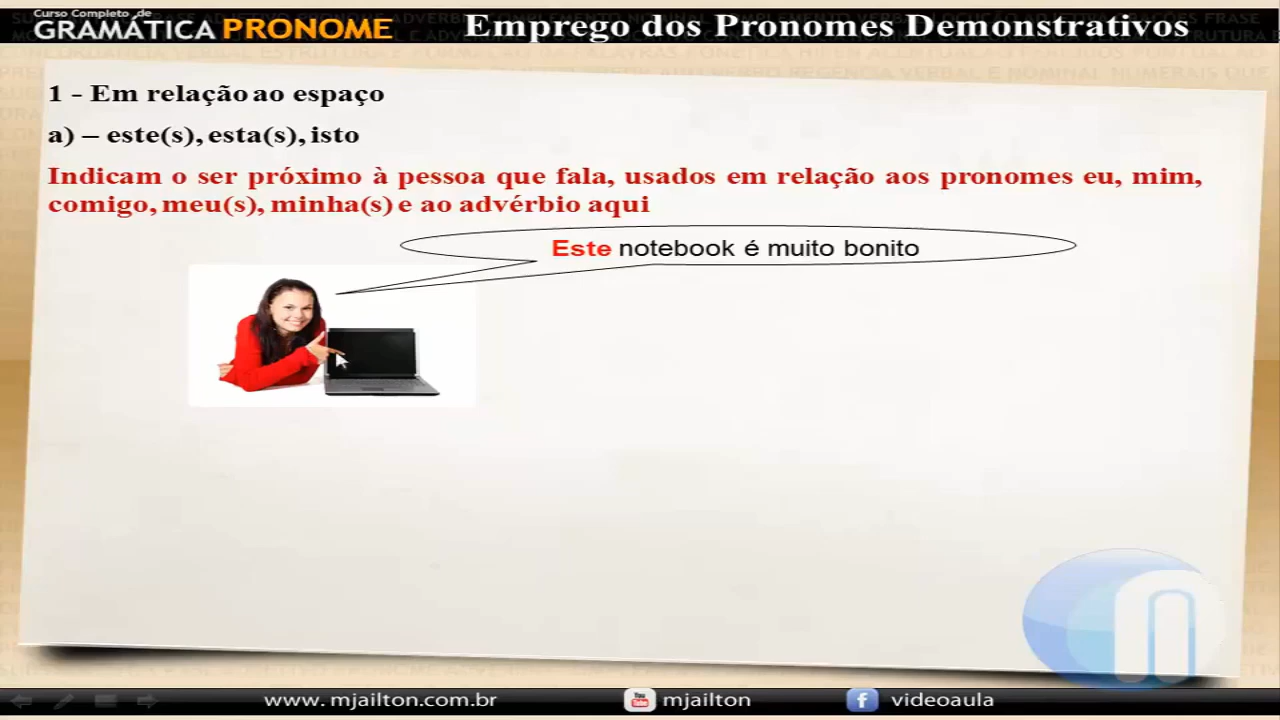 Curso Completo de
GRAMÁTICA PRONOME
Emprego dos Pronomes Demonstrativos
1 - Em relação ao espaço
a) – este(s), esta(s), isto
Indicam o ser próximo à pessoa que fala, usados em relação aos pronomes eu, mim,
comigo, meu(s), minha(s) e ao advérbio aqui
Este notebook é muito bonito
www. mjailton.com.br
You Tube
mjailton
f
videoaula